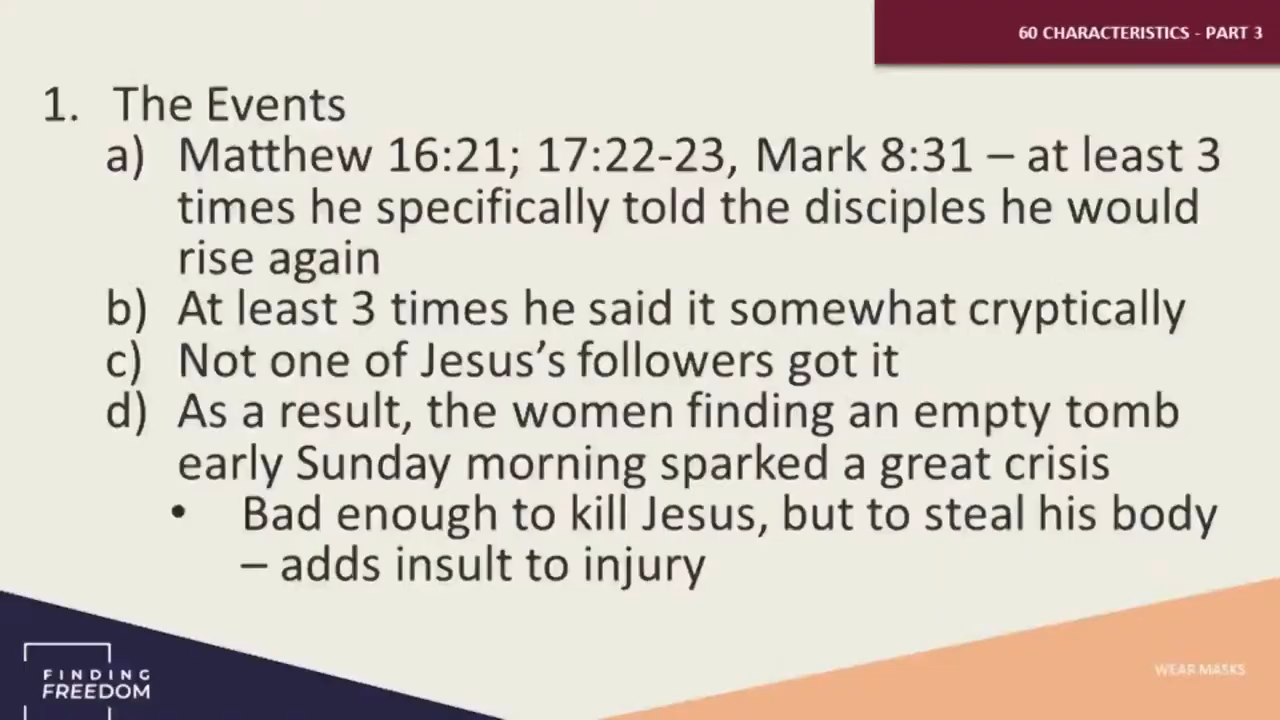 60 CHARACTERISTICS - PART 3
1. The Events
a) Matthew 16:21; 17:22-23, Mark 8:31 – at least 3
times he specifically told the disciples he would
rise again
b) At least 3 times he said it somewhat cryptically
c) Not one of Jesus’s followers got it
d) As a result, the women finding an empty tomb
early Sunday morning sparked a great crisis
• Bad enough to kill Jesus, but to steal his body
– adds insult to injury
FINDING
FREEDOM
WEAR MASKS